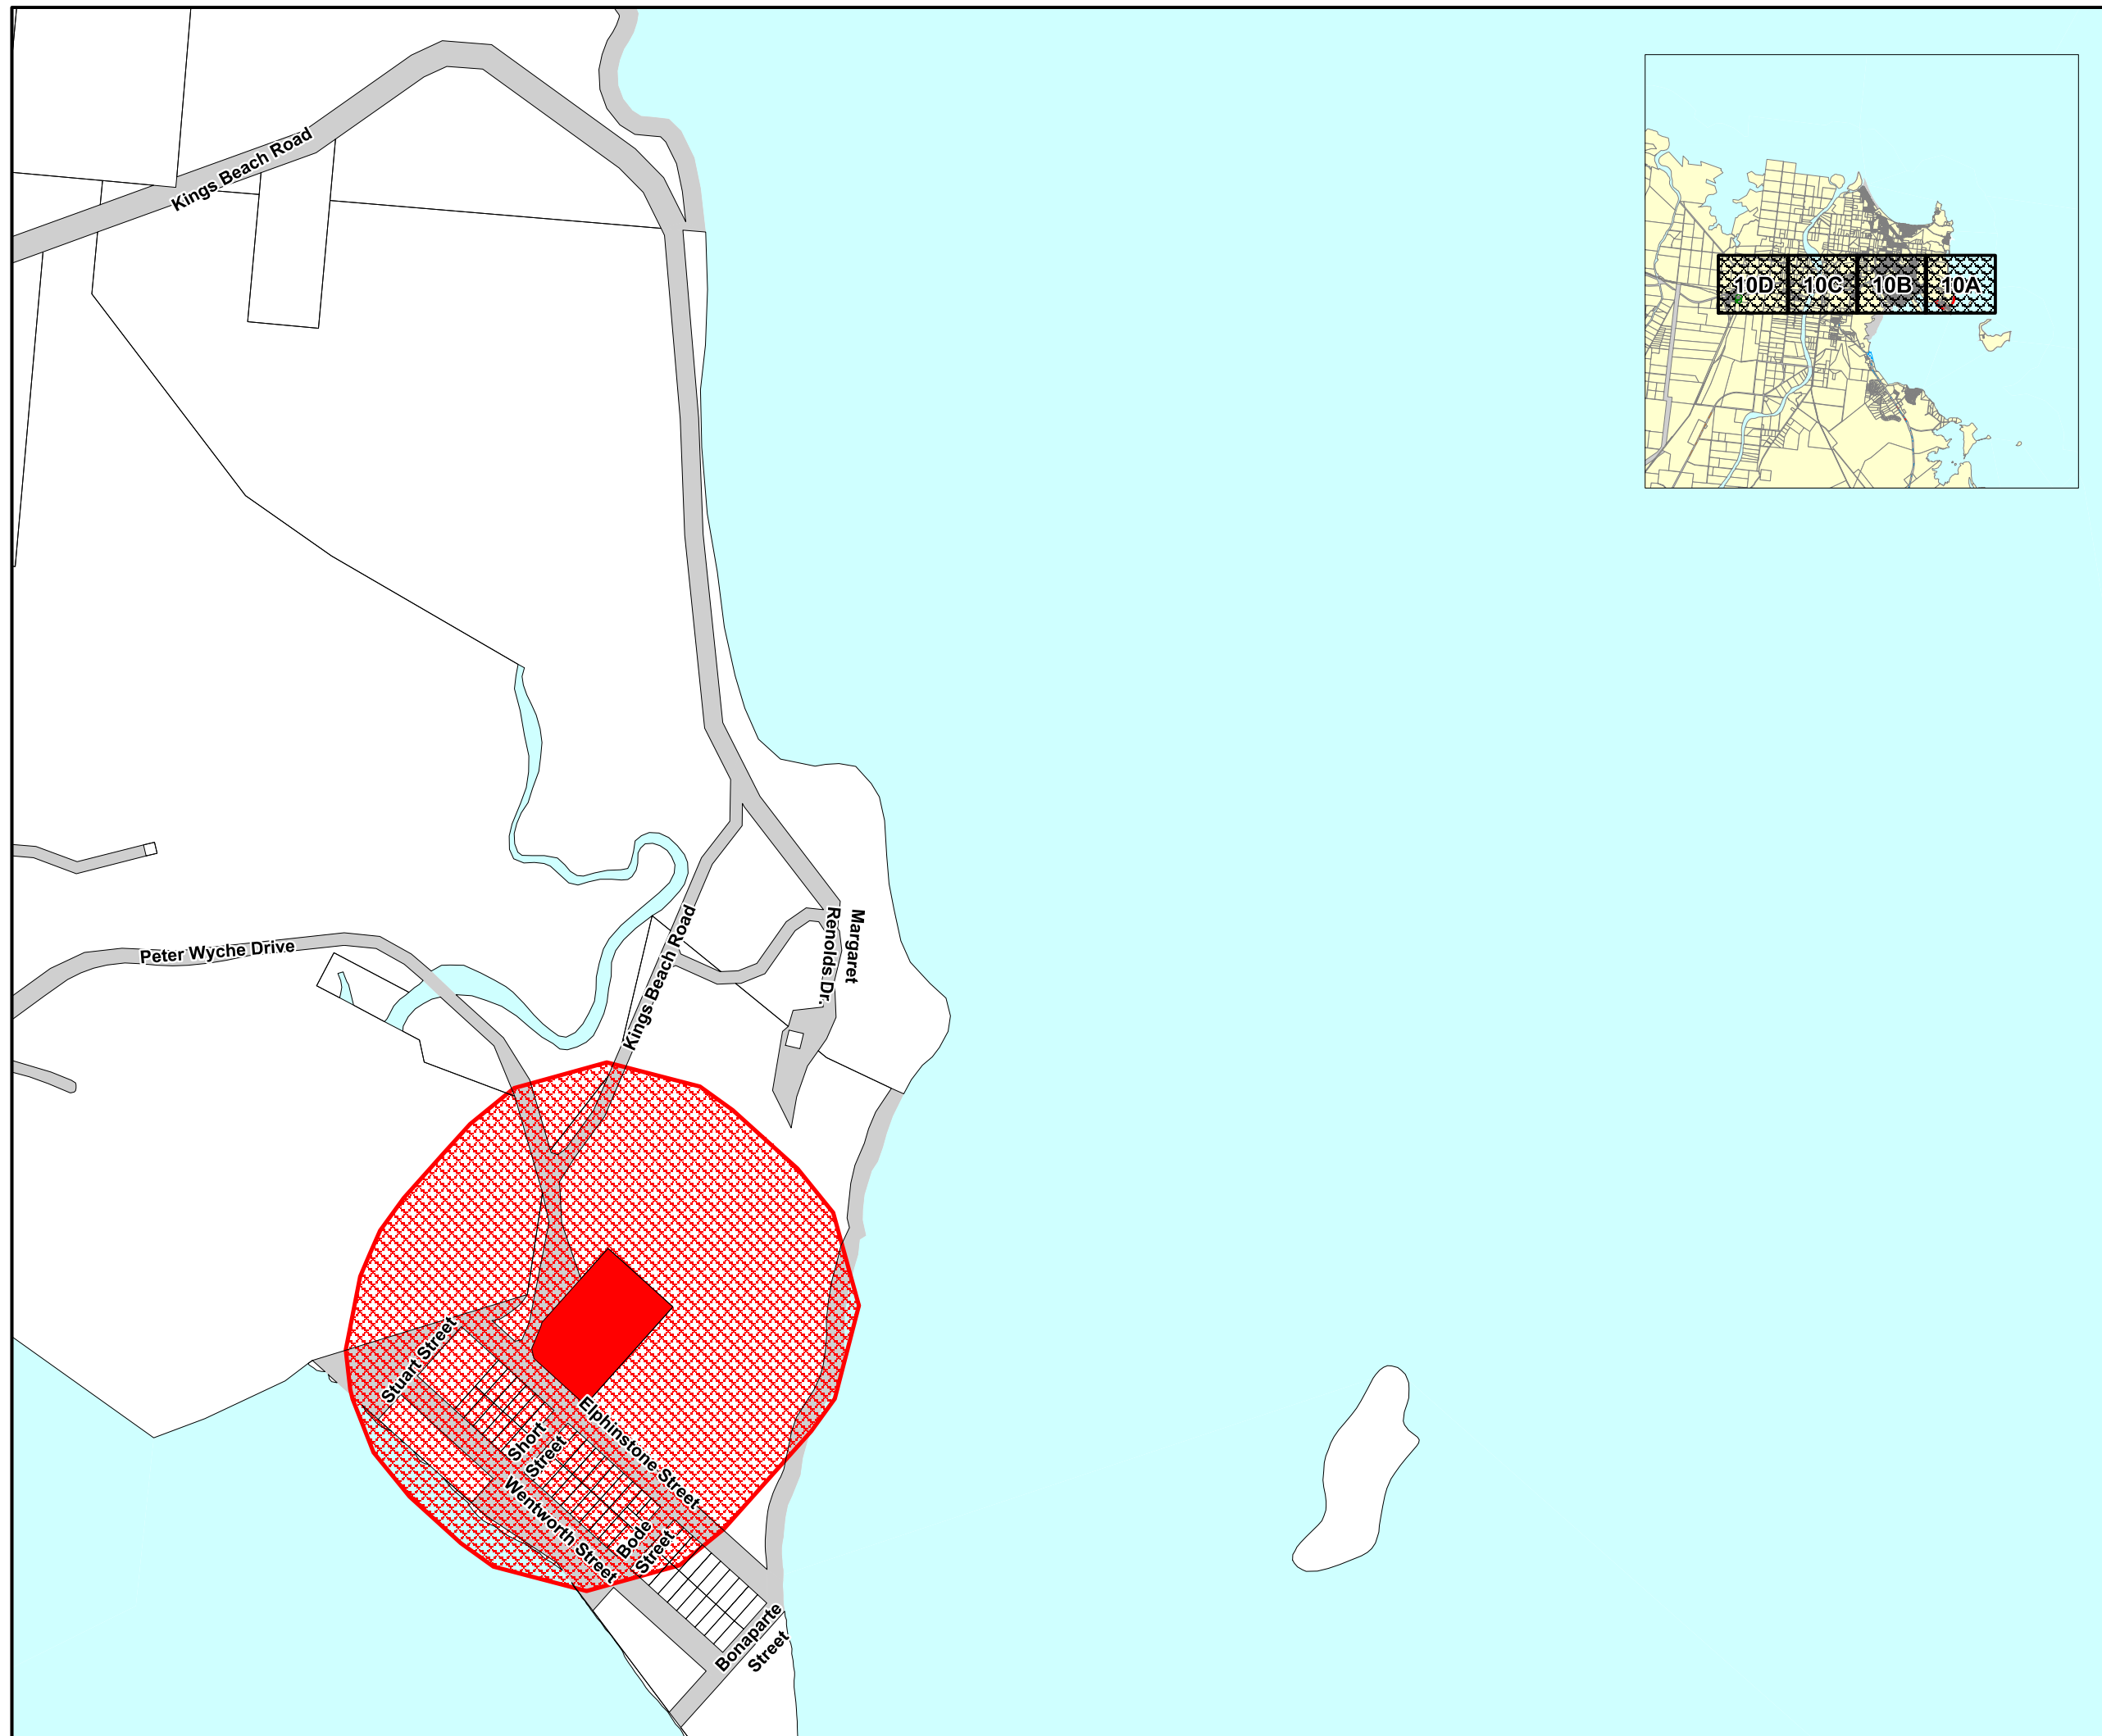 Kings Beach Road
10D
10C
10B
10A
Margaret
Renolds Dr.
Kings Beach Road
Peter Wyche Drive
Stuart Street
Short
Street
Elphinstone Street
Wentworth Street
Bode
Street
Bonaparte
Street